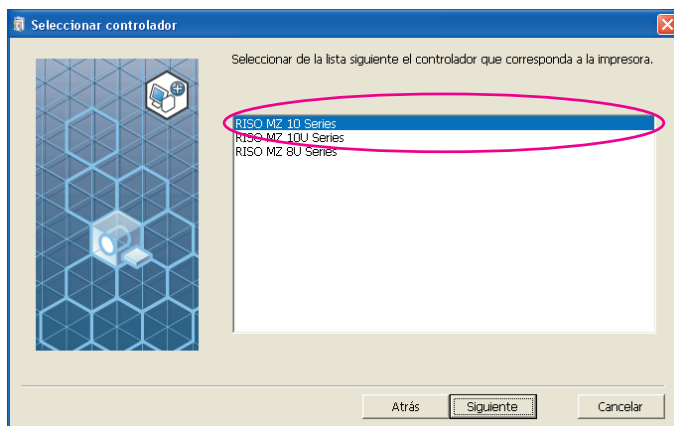 Seleccionar controlador
Seleccionar de la lista siguiente el controlador que corresponda a la impresora.
RISO MZ 10 Series
RISO MZ 10U Series
RISO MZ 8U Series
Atrás Siguiente Cancelar